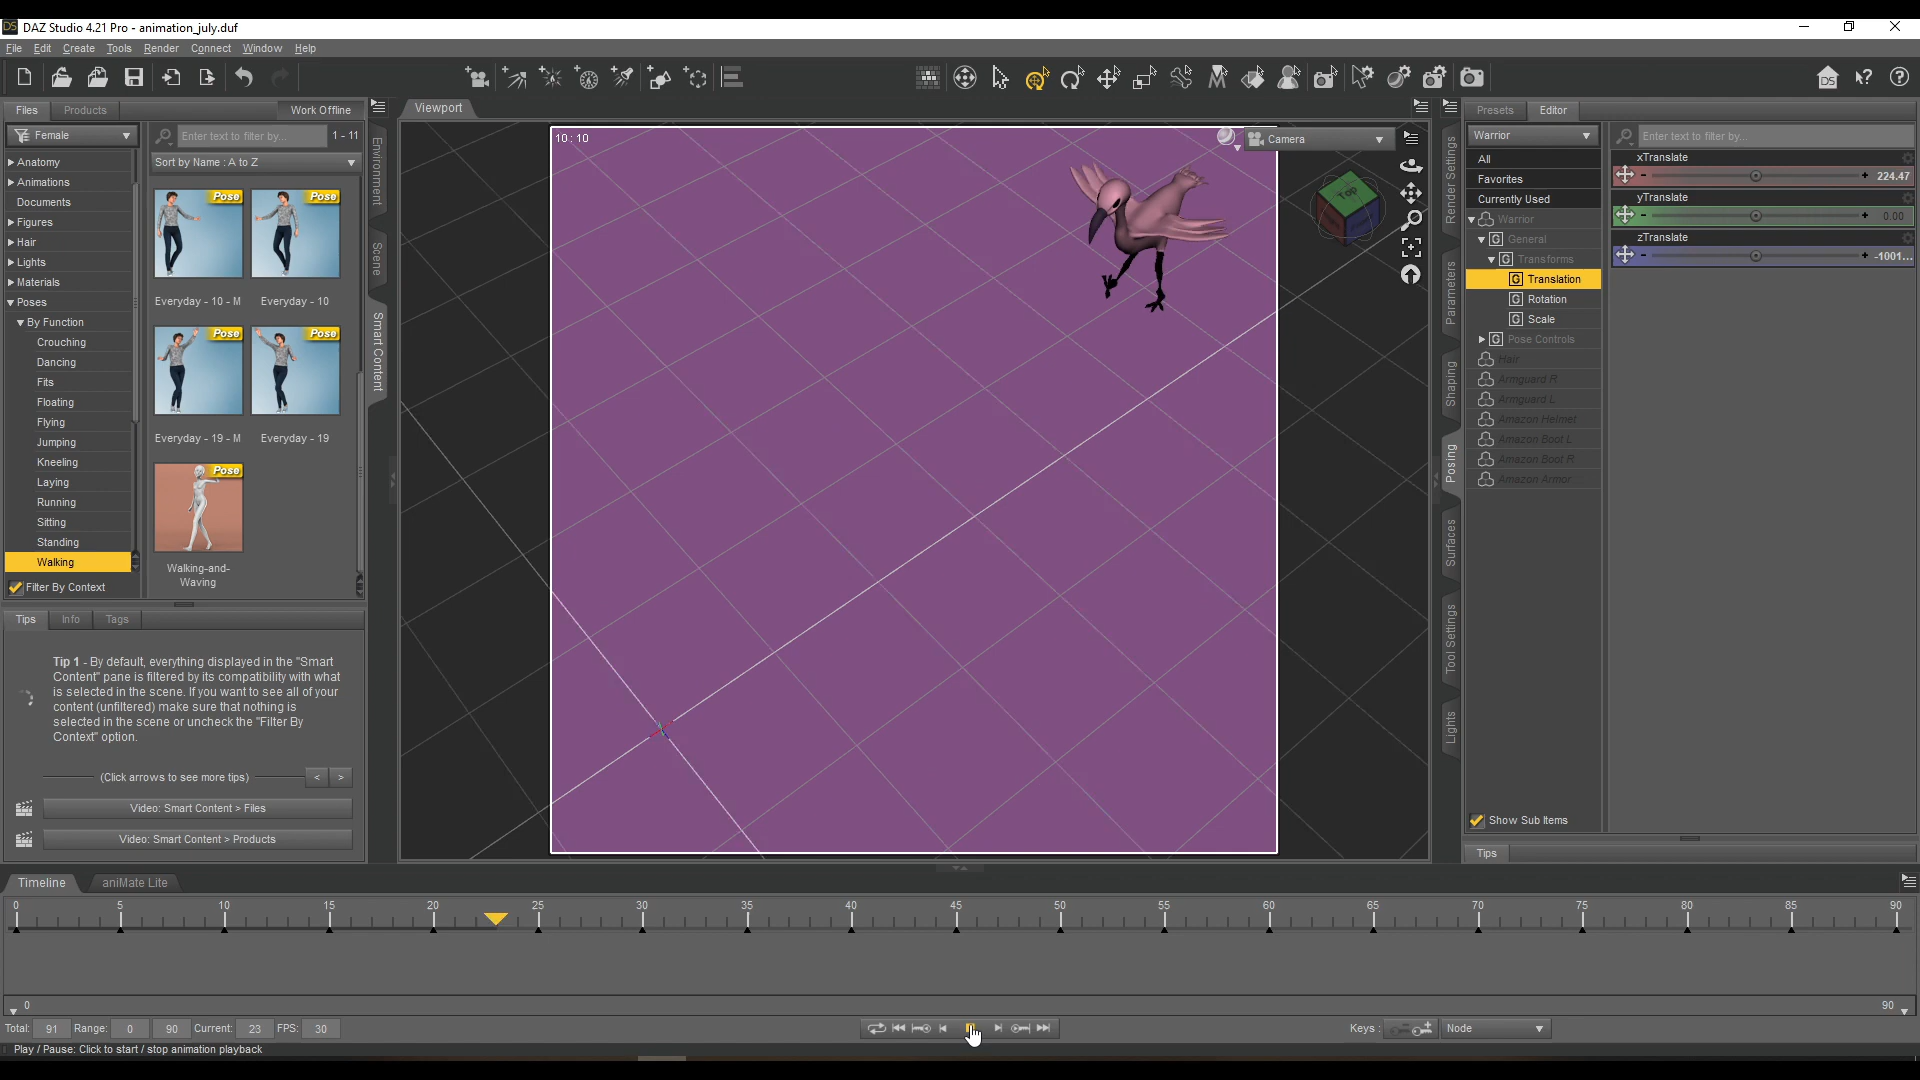 DS DAZ Studio 4.21 Pro - animation_july.duf
File Edit Create Tools Render Connect Window Help
Files Products Work Offline
Female
Enter text to filter by...
1 - 11
Sort by Name : A to Z
Anatomy
Animations
Documents
Figures
Hair
Lights
Materials
Poses
By Function
Crouching
Dancing
Fits
Floating
Flying
Jumping
Kneeling
Laying
Running
Sitting
Standing
Walking
Filter By Context
Pose Pose
Everyday - 10 - M Everyday - 10
Pose Pose
Everyday - 19 - M Everyday - 19
Pose
Walking-and-
Waving
Environment
Scene
Smart Content
Tips Info Tags
Tip 1 - By default, everything displayed in the "Smart
Content" pane is filtered by its compatibility with what
is selected in the scene. If you want to see all of your
content (unfiltered) make sure that nothing is
selected in the scene or uncheck the "Filter By
Context" option.
(Click arrows to see more tips) < >
Video: Smart Content > Files
Video: Smart Content > Products
Viewport
10 : 10
Camera
Top
Render Settings
Parameters
Shaping
Posing
Surfaces
Tool Settings
Lights
Presets Editor
Warrior
All
Favorites
Currently Used
Warrior
G General
G Transforms
G Translation
G Rotation
G Scale
G Pose Controls
Hair
Armguard R
Armguard L
Amazon Helmet
Amazon Boot L
Amazon Boot R
Amazon Armor
Show Sub Items
Tips
Enter text to filter by...
xTranslate
- + 224.47
yTranslate
- + 0.00
zTranslate
- + -1001...
Timeline aniMate Lite
0 5 10 15 20 25 30 35 40 45 50 55 60 65 70 75 80 85 90
0 90
Total: 91 Range: 0 90 Current: 23 FPS: 30
Keys : Node
Play / Pause: Click to start / stop animation playback